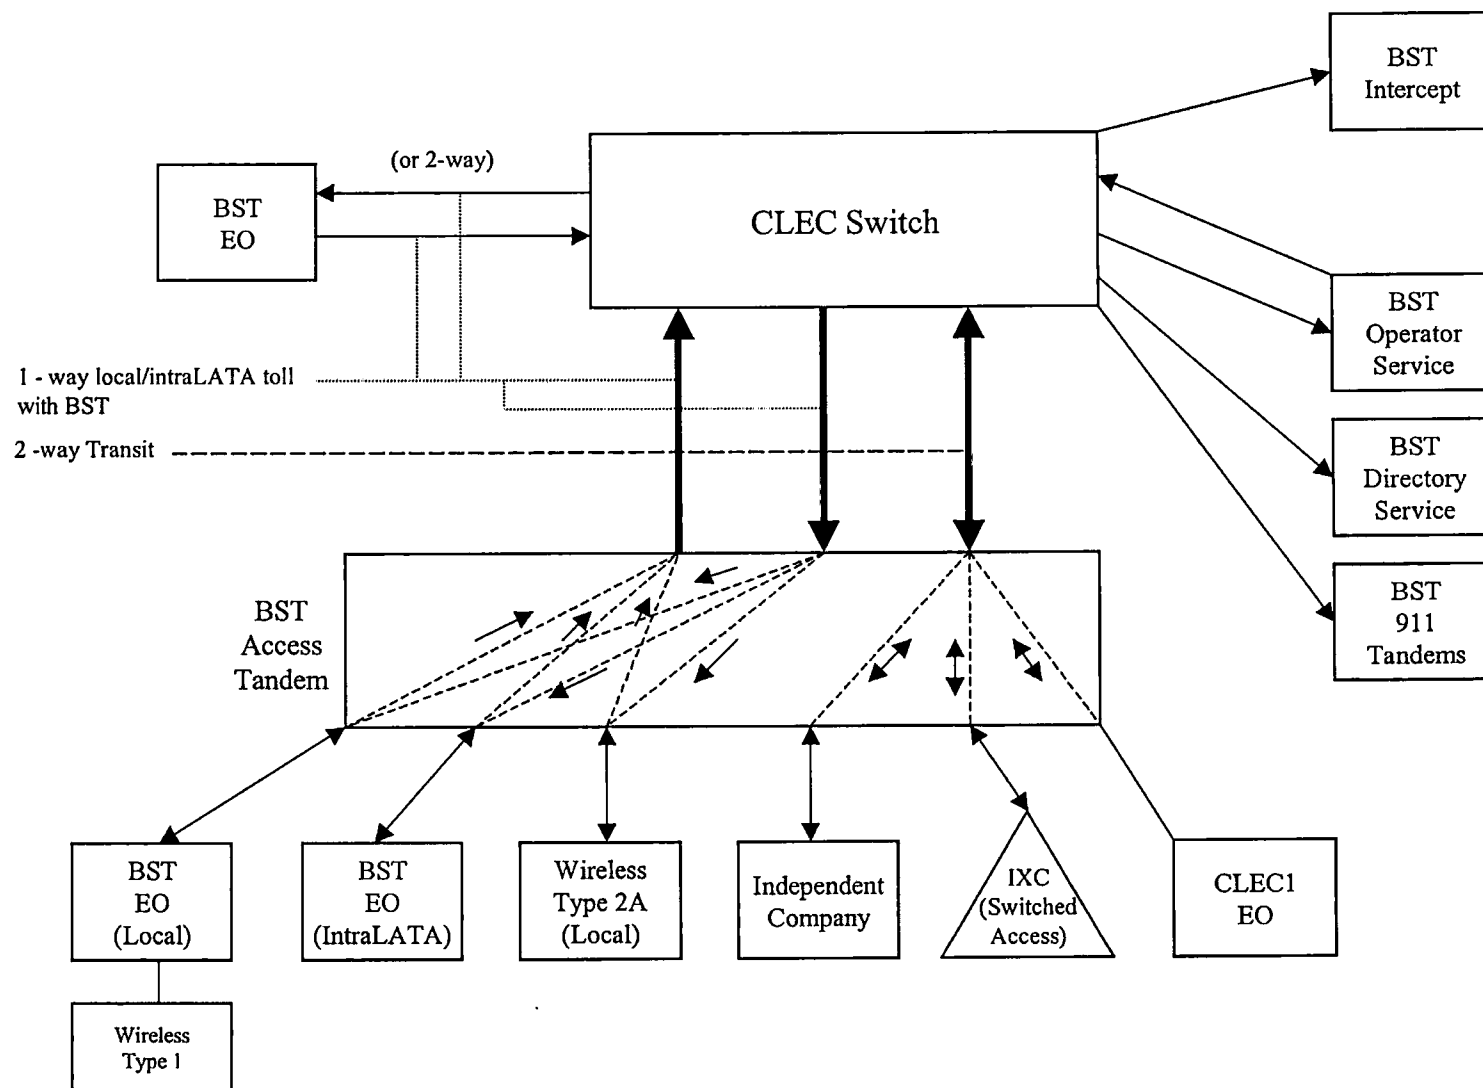 BST
Intercept
(or 2-way)
BST
EO
CLEC Switch
BST
Operator
Service
1 - way local/intraLATA toll
with BST
2 -way Transit
BST
Directory
Service
BST
911
Tandems
BST
Access
Tandem
BST
EO
(Local)
BST
EO
(IntraLATA)
Wireless
Type 2A
(Local)
Independent
Company
IXC
(Switched
Access)
CLEC1
EO
Wireless
Type 1